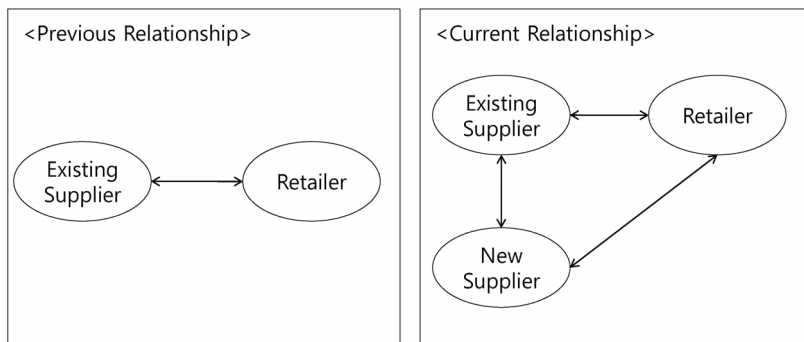 <Previous Relationship>
Existing
Supplier
Retailer
<Current Relationship>
Existing
Supplier
Retailer
New
Supplier